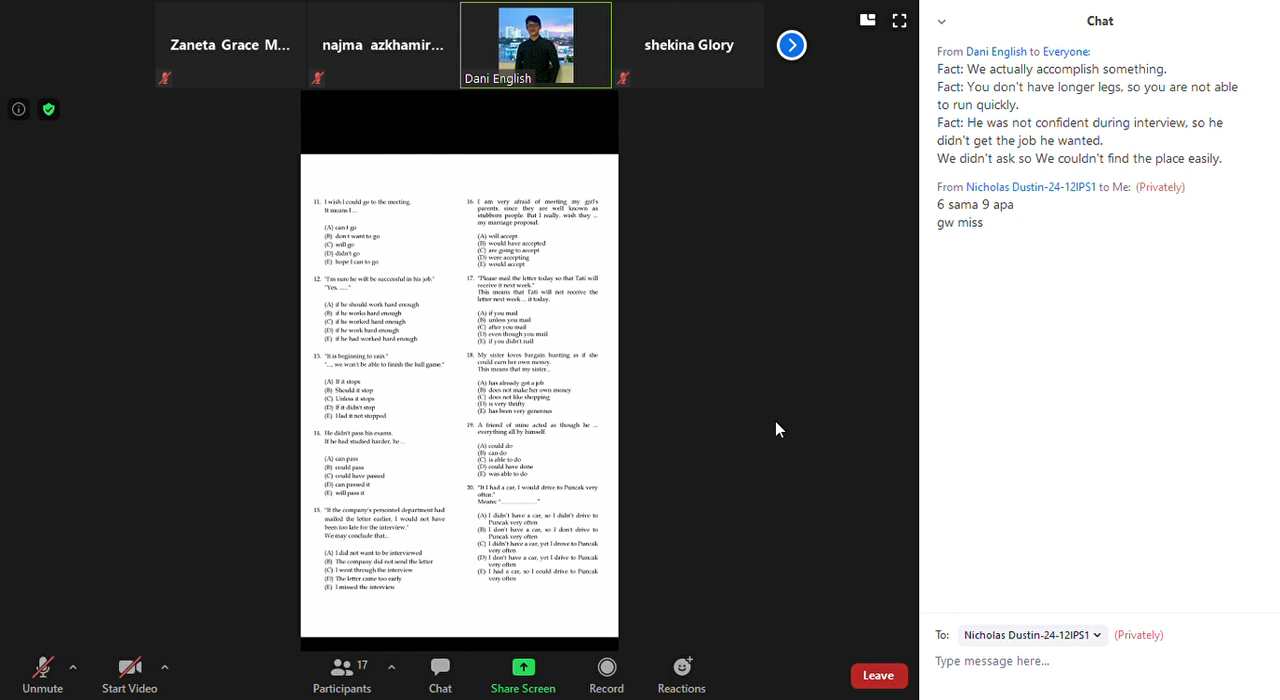 Zaneta Grace M...
najma azkhamir...
Dani English
shekina Glory
11. I wish I could go to the meeting.
It means I ...
(A) can t go
(B) don t want to go
(C) will go
(D) didn't go
(E) hope I can to go
12. "I'm sure he will be successful in his job."
"Yes, ......"
(A) if he should work hard enough
(B) if he works hard enough
(C) if he worked hard enough
(D) if he work hard enough
(E) if he had worked hard enough
13. "It is beginning to rain."
"..., we won't be able to finish the ball game."
(A) If it stops
(B) Should it stop
(C) Unless it stops
(D) If it didn't stop
(E) Had it not stopped
14. He didn't pass his exams.
If he had studied harder, he...
(A) can pass
(B) could pass
(C) could have passed
(D) can passed it
(E) will pass it
15. "If the company's personnel department had
mailed the letter earlier, I would not have
been too late for the interview."
We may conclude that...
(A) I did not want to be interviewed
(B) The company did not send the letter
(C) I went through the interview
(D) The letter came too early
(E) I missed the interview
16. I am very afraid of meeting my girl's
parents, since they are well known as
stubborn people. But I really, wish they ...
my marriage proposal.
(A) will accept
(B) would have accepted
(C) are going to accept
(D) were accepting
(E) would accept
17. "Please mail the letter today so that Tati will
receive it next week."
This means that Tati will not receive the
letter next week ... it today.
(A) if you mail
(B) unless you mail
(C) after you mail
(D) even though you mail
(E) if you didn't nail
18. My sister loves bargain hunting as if she
could earn her own money.
This means that my sister...
(A) has already got a job
(B) does not make her own money
(C) does not like shopping
(D) is very thrifty
(E) has been very generous
19. A friend of mine acted as though he ...
everything all by himself.
(A) could do
(B) can do
(C) is able to do
(D) could have done
(E) was able to do
20. "If I had a car, I would drive to Puncak very
often."
Means: "......................"
(A) I didn't have a car, so I didn't drive to
Puncak very often
(B) I don't have a car, so I don't drive to
Puncak very often
(C) I didn't have a car, yet I drove to Puncak
very often
(D) I don't have a car, yet I drive to Puncak
very often
(E) I had a car, so I could drive to Puncak
very often
Chat
From Dani English to Everyone:
Fact: We actually accomplish something.
Fact: You don't have longer legs, so you are not able
to run quickly.
Fact: He was not confident during interview, so he
didn't get the job he wanted.
We didn't ask so We couldn't find the place easily.
From Nicholas Dustin-24-12IPS1 to Me: (Privately)
6 sama 9 apa
gw miss
To: Nicholas Dustin-24-12IPS1 (Privately)
Type message here...
Unmute
Start Video
17
Participants
Chat
Share Screen
Record
Reactions
Leave